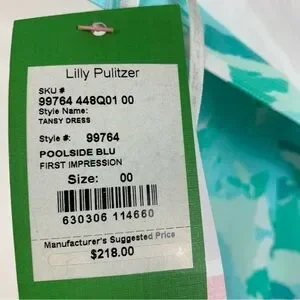 Lilly Pulitzer
SKU #
99764 448Q01 00
Style Name:
TANSY DRESS
Style #: 99764
POOLSIDE BLU
FIRST IMPRESSION
Size: 00
630306 114660
Manufacturer's Suggested Price
$218.00